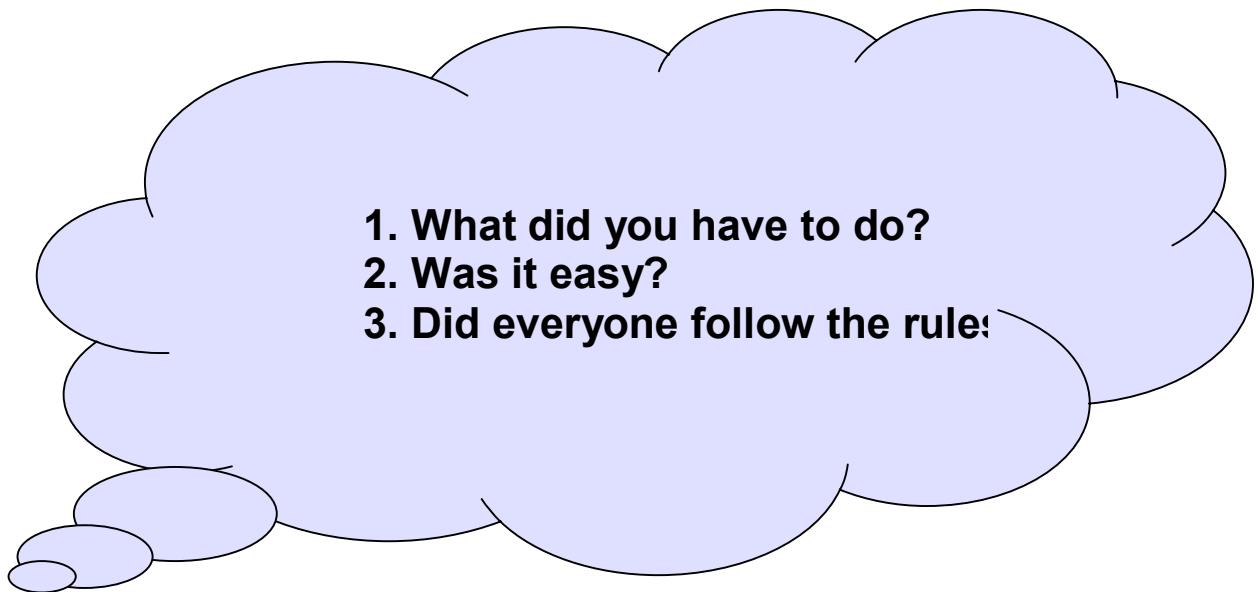 1. What did you have to do?
2. Was it easy?
3. Did everyone follow the rules